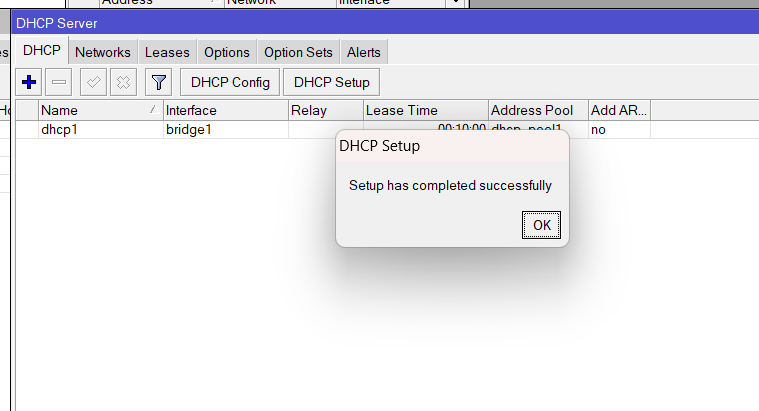 Address Network Interface
DHCP Server
DHCP Networks Leases Options Option Sets Alerts
DHCP Config DHCP Setup
Name Interface Relay Lease Time Address Pool Add AR...
dhcp1 bridge1 00:10:00 dhcp_pool1 no
DHCP Setup
Setup has completed successfully
OK